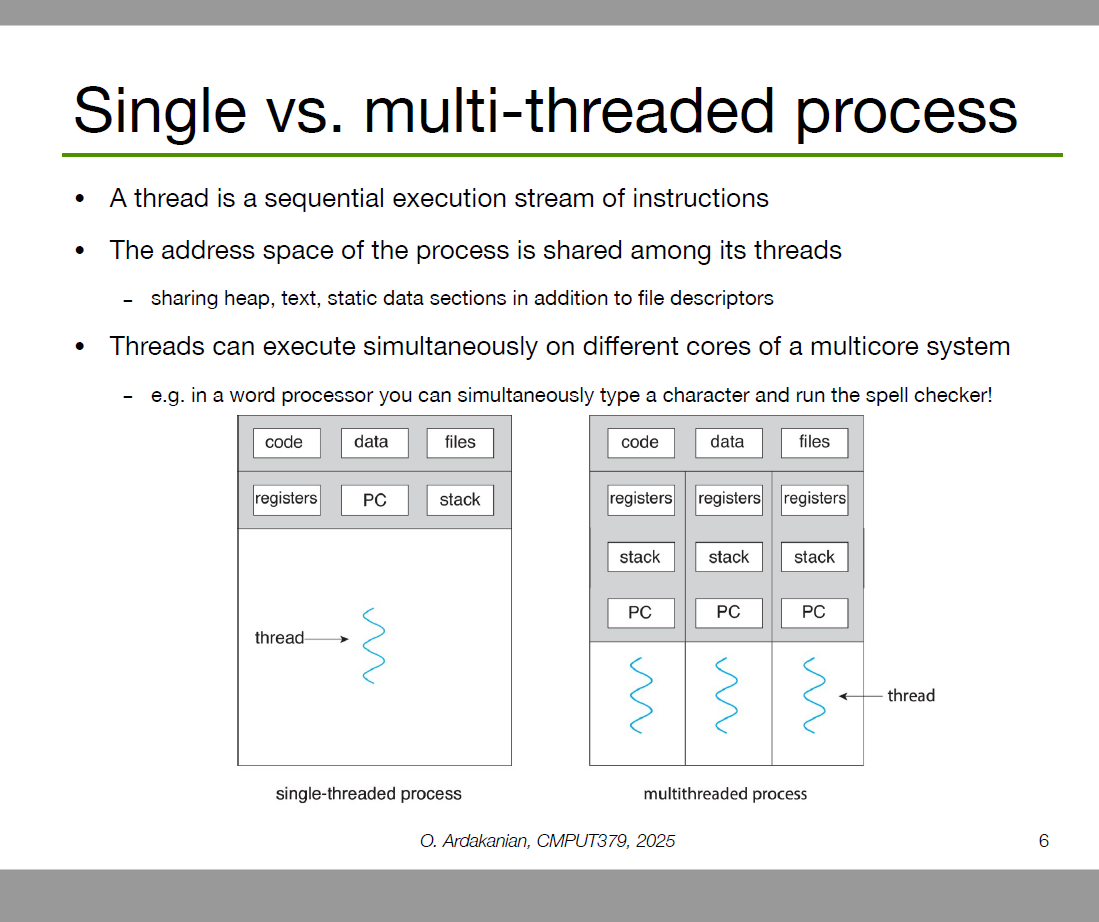 Single vs. multi-threaded process
• A thread is a sequential execution stream of instructions
• The address space of the process is shared among its threads
– sharing heap, text, static data sections in addition to file descriptors
• Threads can execute simultaneously on different cores of a multicore system
– e.g. in a word processor you can simultaneously type a character and run the spell checker!
code data files
registers PC stack
thread
single-threaded process
code data files
registers registers registers
stack stack stack
PC PC PC
thread
multithreaded process
O. Ardakanian, CMPUT379, 2025
6